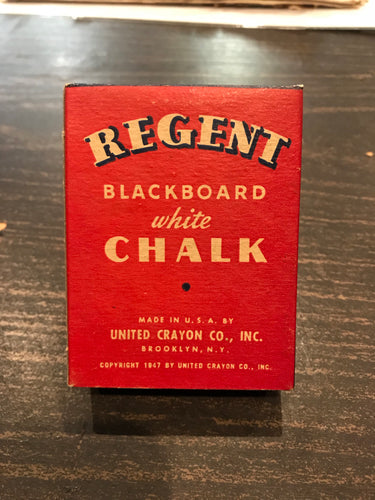 REGENT
BLACKBOARD
white
CHALK
MADE IN U.S.A. BY
UNITED CRAYON CO., INC.
BROOKLYN, N.Y.
COPYRIGHT 1947 BY UNITED CRAYON CO., INC.